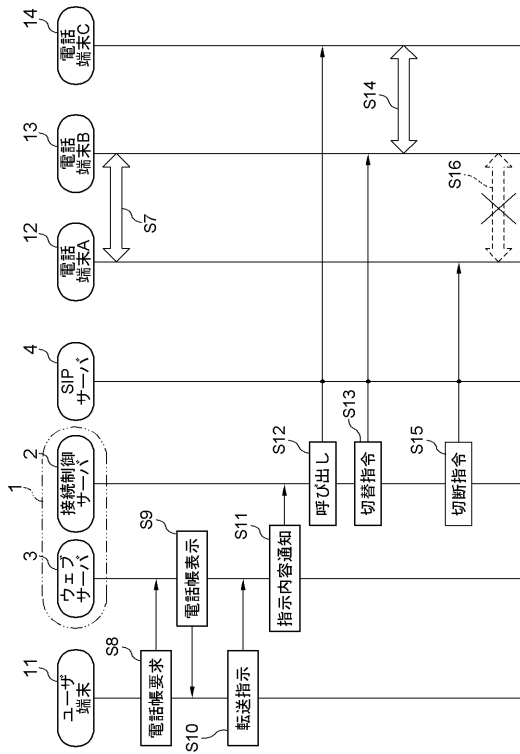 11
ユーザ
端末
1
3
ウェブ
サーバ
2
接続制御
サーバ
4
SIP
サーバ
12
電話
端末A
13
電話
端末B
14
電話
端末C
S7
S8
電話帳要求
S9
電話帳表示
S10
転送指示
S11
指示内容通知
S12
呼び出し
S13
切替指令
S14
S15
切断指令
S16